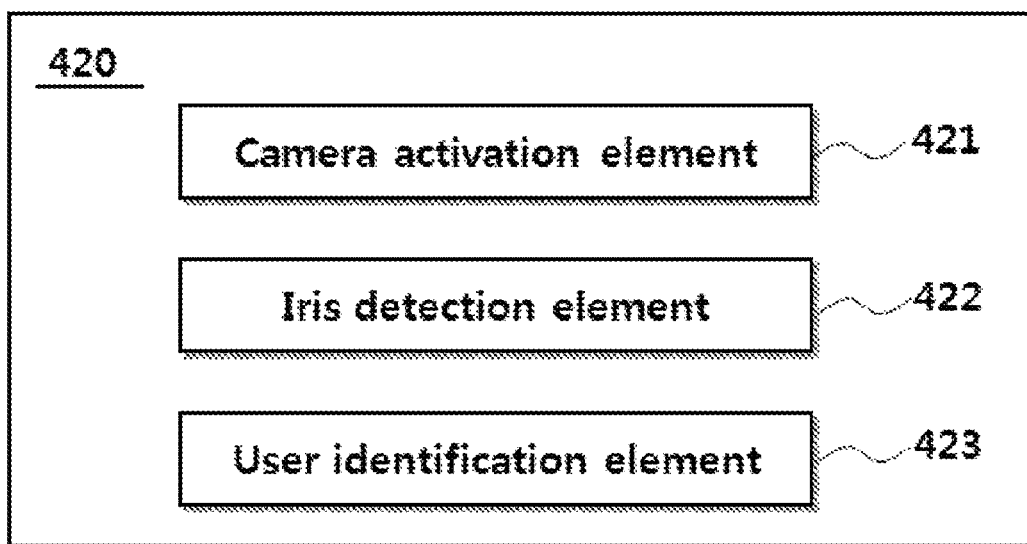 420
Camera activation element 421
Iris detection element 422
User identification element 423